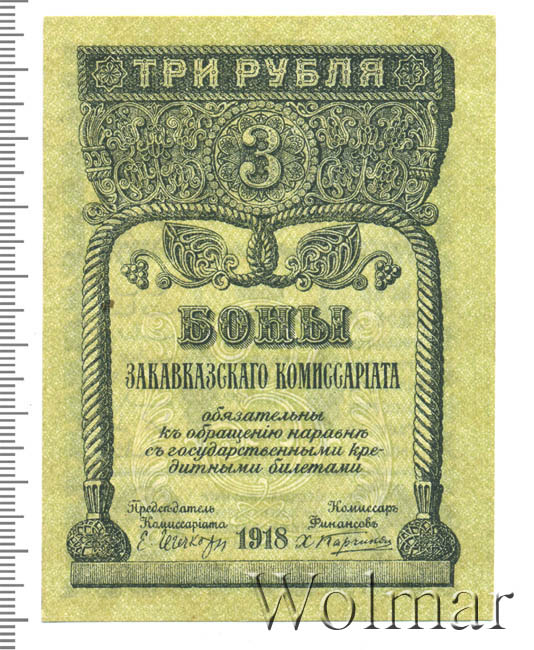 ТРИ РУБЛЯ
3
БОНЫ
ЗАКАВКАЗСКАГО КОМИССАРІАТА
обязательны
къ обращенію наравнѣ
съ государственными кре-
дитными билетами
Предсѣдатель Комиссаръ
Комиссаріата Финансовъ
1918
Wolmar